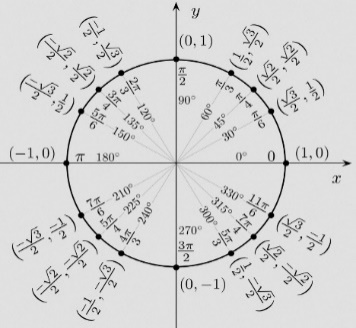 y
(0, 1)
(-1/2, √3/2)
(-√2/2, √2/2)
(-√3/2, 1/2)
(1/2, √3/2)
(√2/2, √2/2)
(√3/2, 1/2)
π/2
90°
2π/3
120°
3π/4
135°
5π/6
150°
π/3
60°
π/4
45°
π/6
30°
(−1, 0)
π
180°
0°
0
(1, 0)
x
7π/6
210°
5π/4
225°
4π/3
240°
270°
3π/2
330°
11π/6
315°
7π/4
300°
5π/3
(-√3/2, -1/2)
(-√2/2, -√2/2)
(-1/2, -√3/2)
(√3/2, -1/2)
(√2/2, -√2/2)
(1/2, -√3/2)
(0, −1)